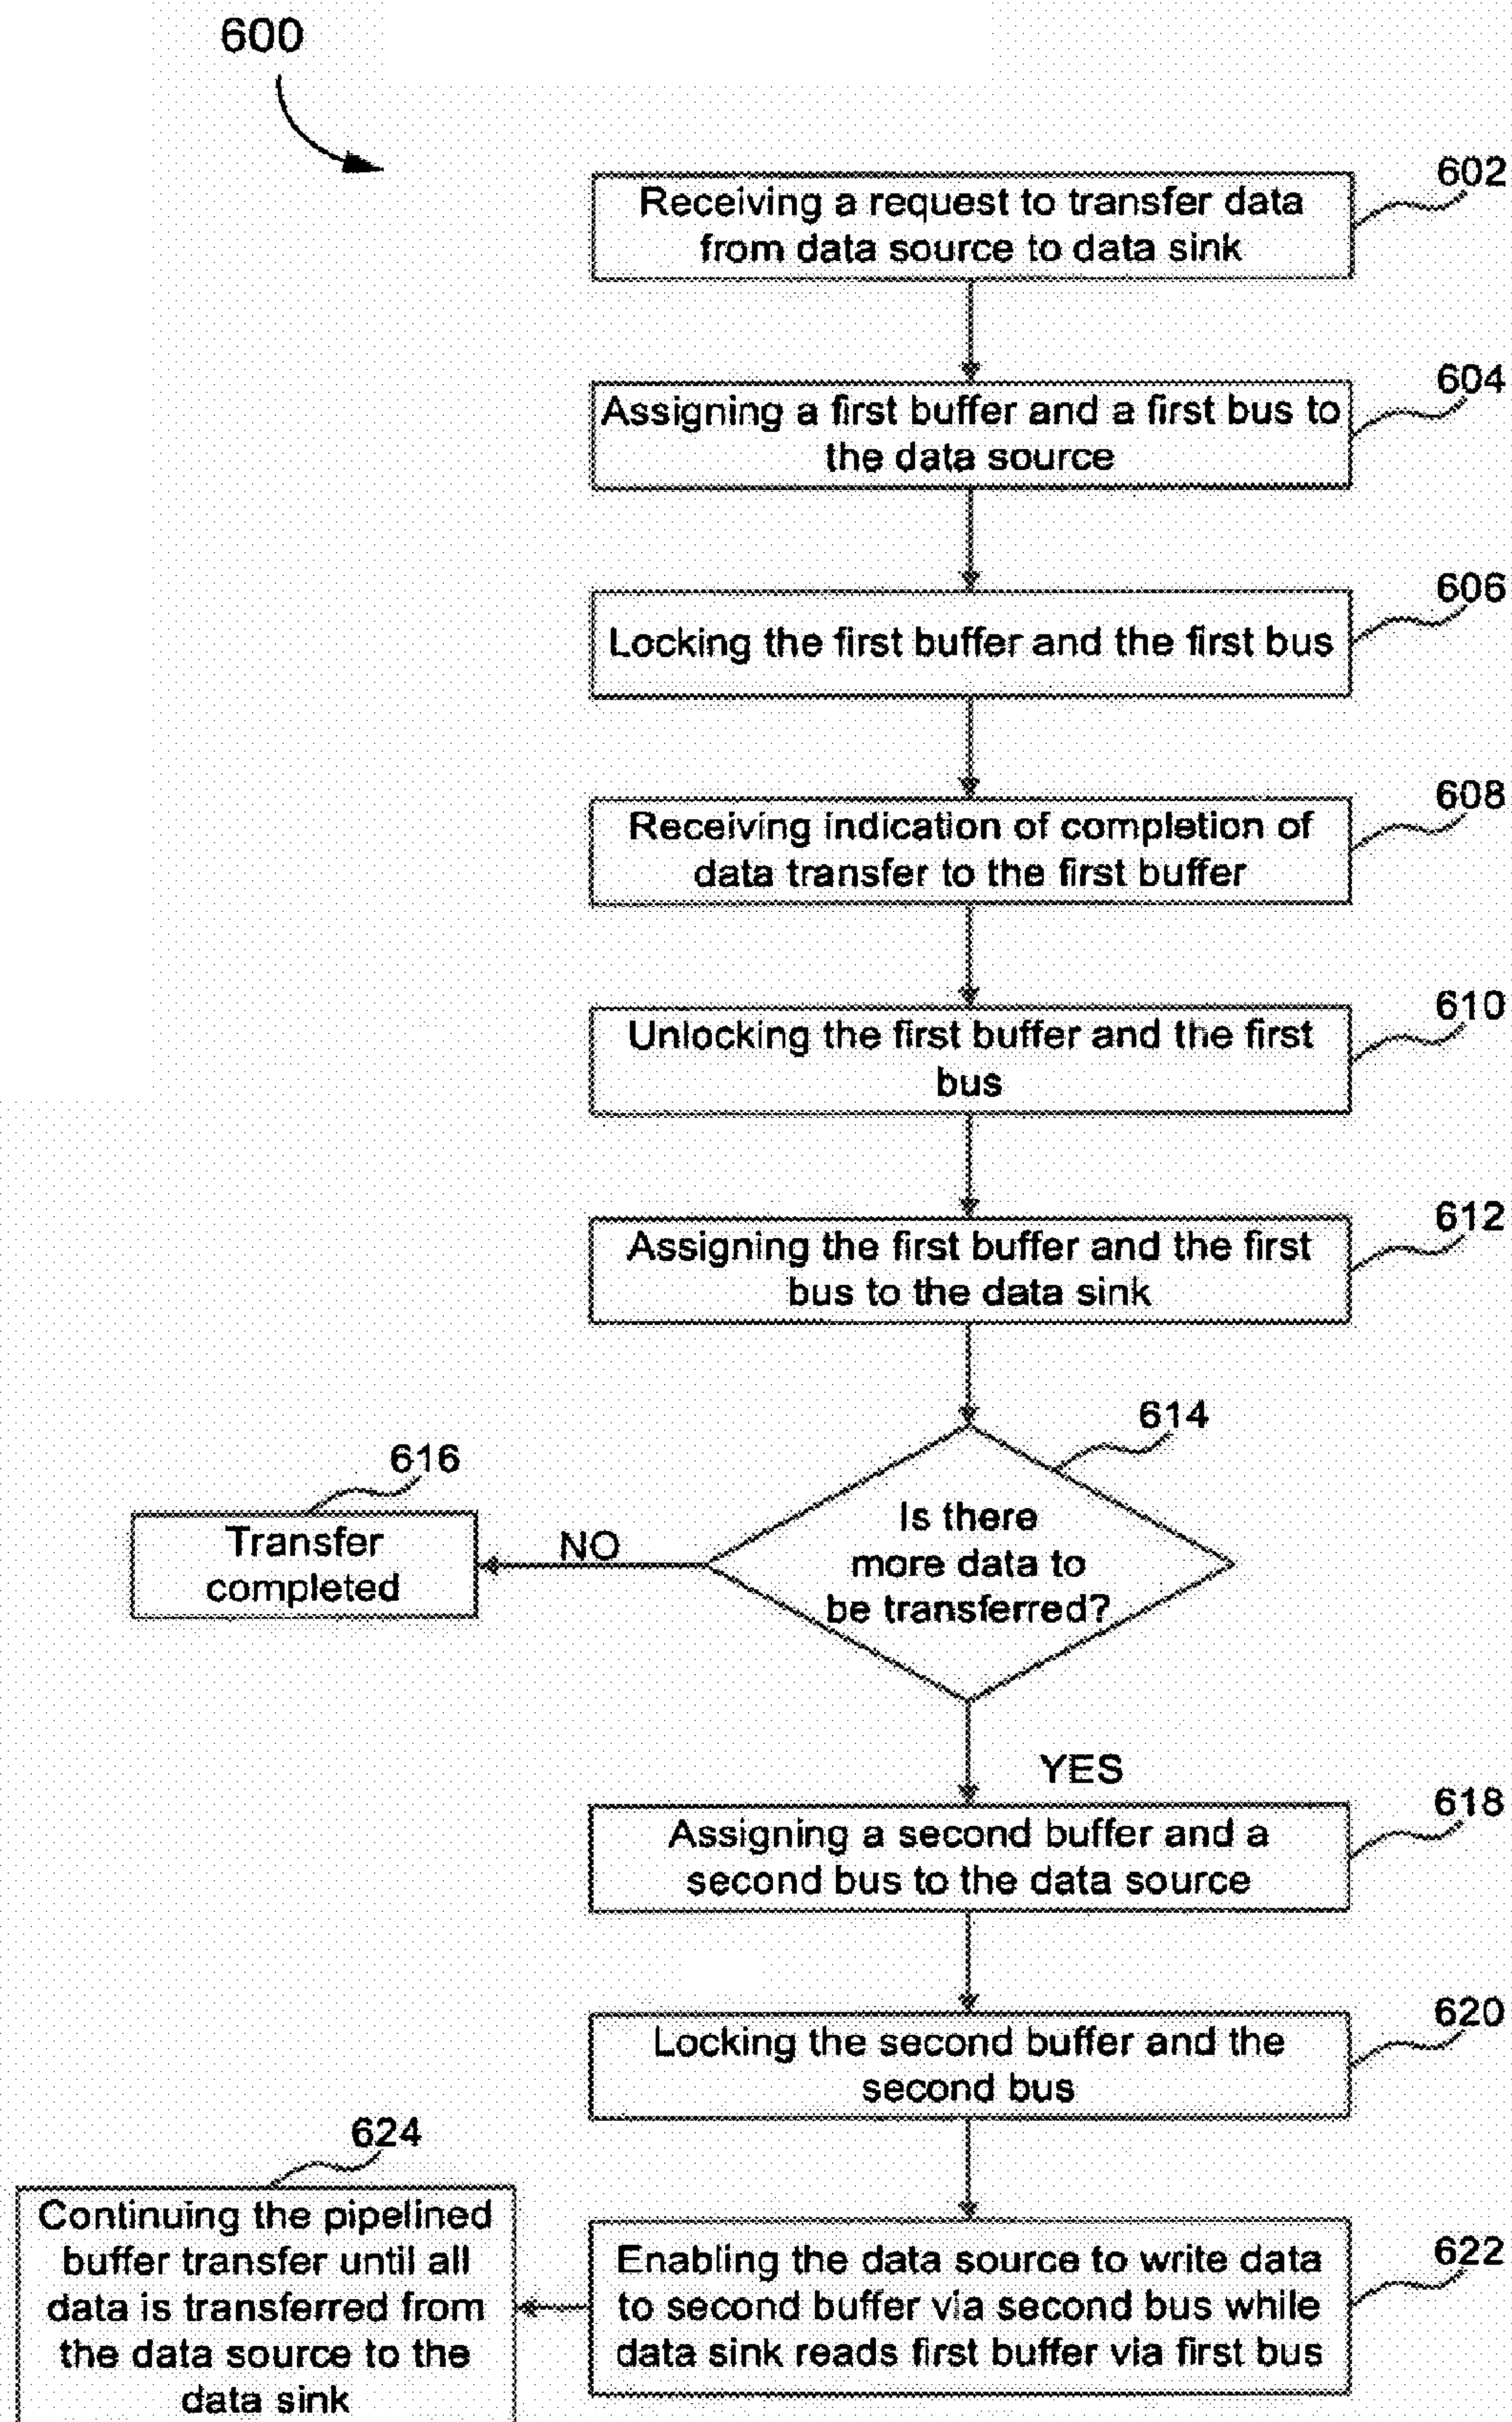 600
602
Receiving a request to transfer data
from data source to data sink
604
Assigning a first buffer and a first bus to
the data source
606
Locking the first buffer and the first bus
608
Receiving indication of completion of
data transfer to the first buffer
610
Unlocking the first buffer and the first
bus
612
Assigning the first buffer and the first
bus to the data sink
614
Is there
more data to
be transferred?
616
Transfer
completed
NO
YES
618
Assigning a second buffer and a
second bus to the data source
620
Locking the second buffer and the
second bus
622
Enabling the data source to write data
to second buffer via second bus while
data sink reads first buffer via first bus
624
Continuing the pipelined
buffer transfer until all
data is transferred from
the data source to the
data sink